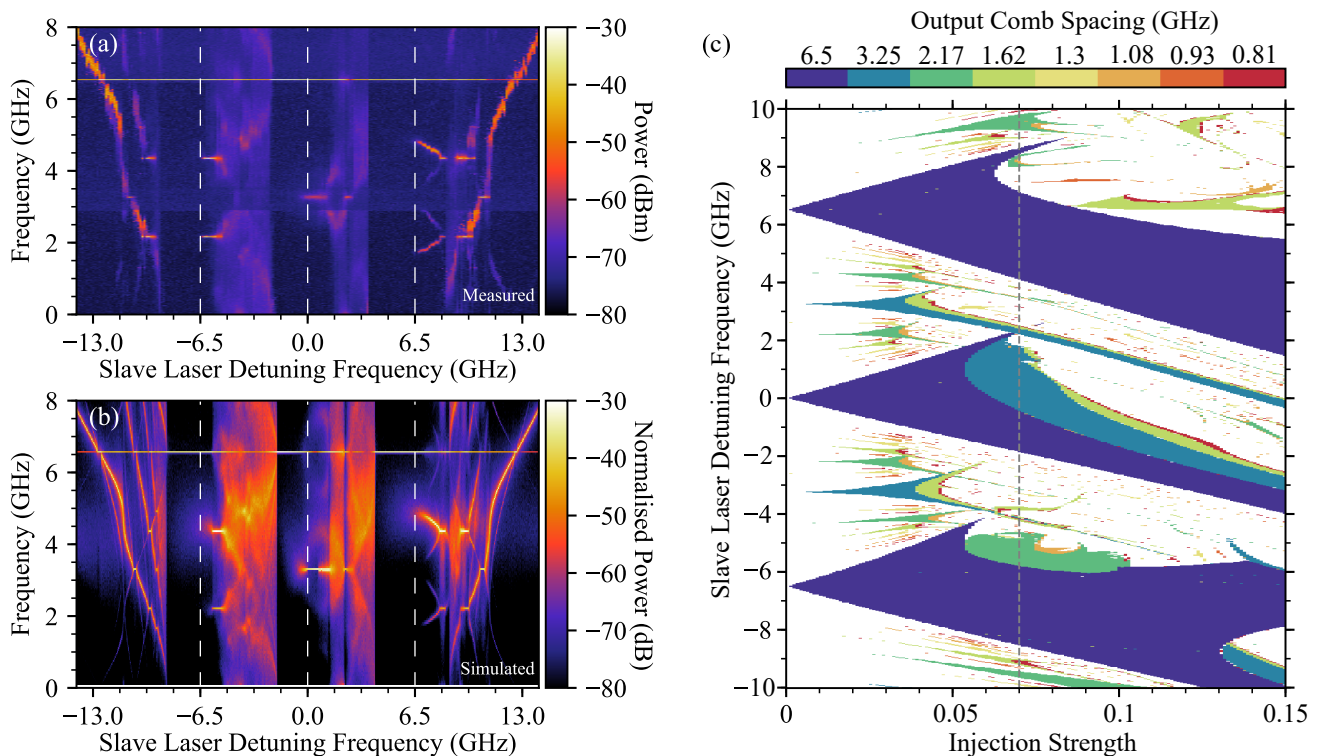 (a)
Frequency (GHz)
8
6
4
2
0
−13.0 −6.5 0.0 6.5 13.0
Slave Laser Detuning Frequency (GHz)
Measured
−30
−40
−50
−60
−70
−80
Power (dBm)
(b)
Frequency (GHz)
8
6
4
2
0
−13.0 −6.5 0.0 6.5 13.0
Slave Laser Detuning Frequency (GHz)
Simulated
−30
−40
−50
−60
−70
−80
Normalised Power (dB)
(c)
Output Comb Spacing (GHz)
6.5 3.25 2.17 1.62 1.3 1.08 0.93 0.81
Slave Laser Detuning Frequency (GHz)
10
8
6
4
2
0
−2
−4
−6
−8
−10
0 0.05 0.1 0.15
Injection Strength